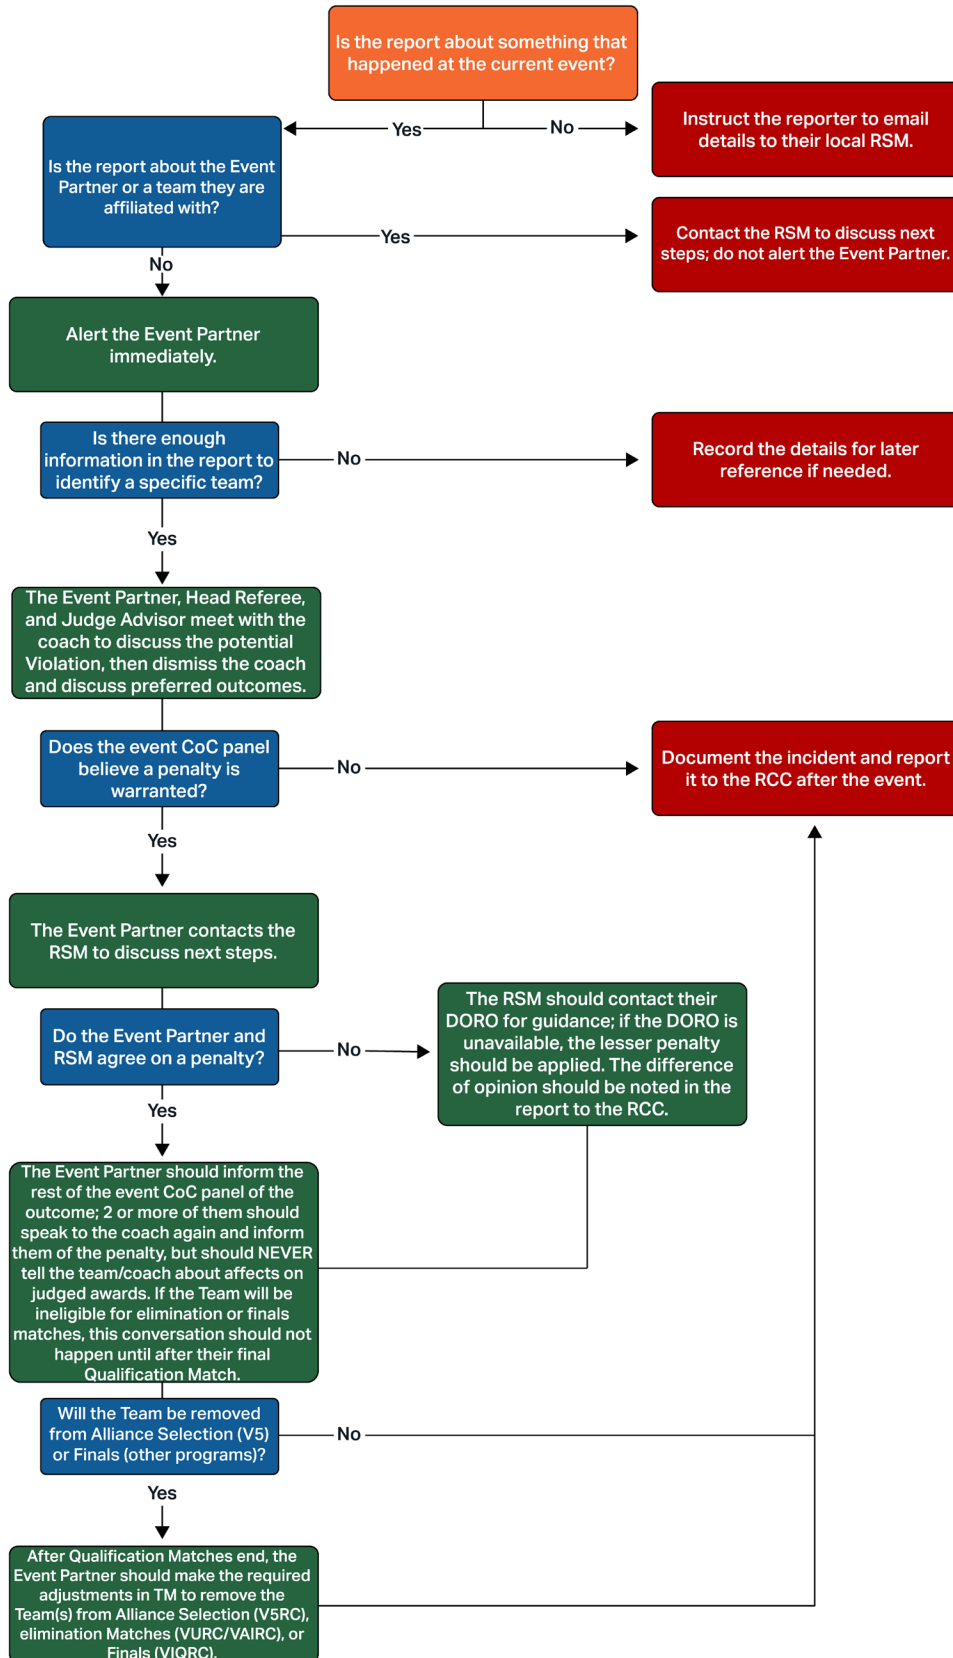 Is the report about something that
happened at the current event?
Yes
No
Instruct the reporter to email
details to their local RSM.
Is the report about the Event
Partner or a team they are
affiliated with?
Yes
Contact the RSM to discuss next
steps; do not alert the Event Partner.
No
Alert the Event Partner
immediately.
Is there enough
information in the report to
identify a specific team?
No
Record the details for later
reference if needed.
Yes
The Event Partner, Head Referee,
and Judge Advisor meet with the
coach to discuss the potential
Violation, then dismiss the coach
and discuss preferred outcomes.
Does the event CoC panel
believe a penalty is
warranted?
No
Document the incident and report
it to the RCC after the event.
Yes
The Event Partner contacts the
RSM to discuss next steps.
Do the Event Partner and
RSM agree on a penalty?
No
The RSM should contact their
DORO for guidance; if the DORO is
unavailable, the lesser penalty
should be applied. The difference
of opinion should be noted in the
report to the RCC.
Yes
The Event Partner should inform the
rest of the event CoC panel of the
outcome; 2 or more of them should
speak to the coach again and inform
them of the penalty, but should NEVER
tell the team/coach about affects on
judged awards. If the Team will be
ineligible for elimination or finals
matches, this conversation should not
happen until after their final
Qualification Match.
Will the Team be removed
from Alliance Selection (V5)
or Finals (other programs)?
No
Yes
After Qualification Matches end, the
Event Partner should make the required
adjustments in TM to remove the
Team(s) from Alliance Selection (V5RC),
elimination Matches (VURC/VAIRC), or
Finals (VIQRC).